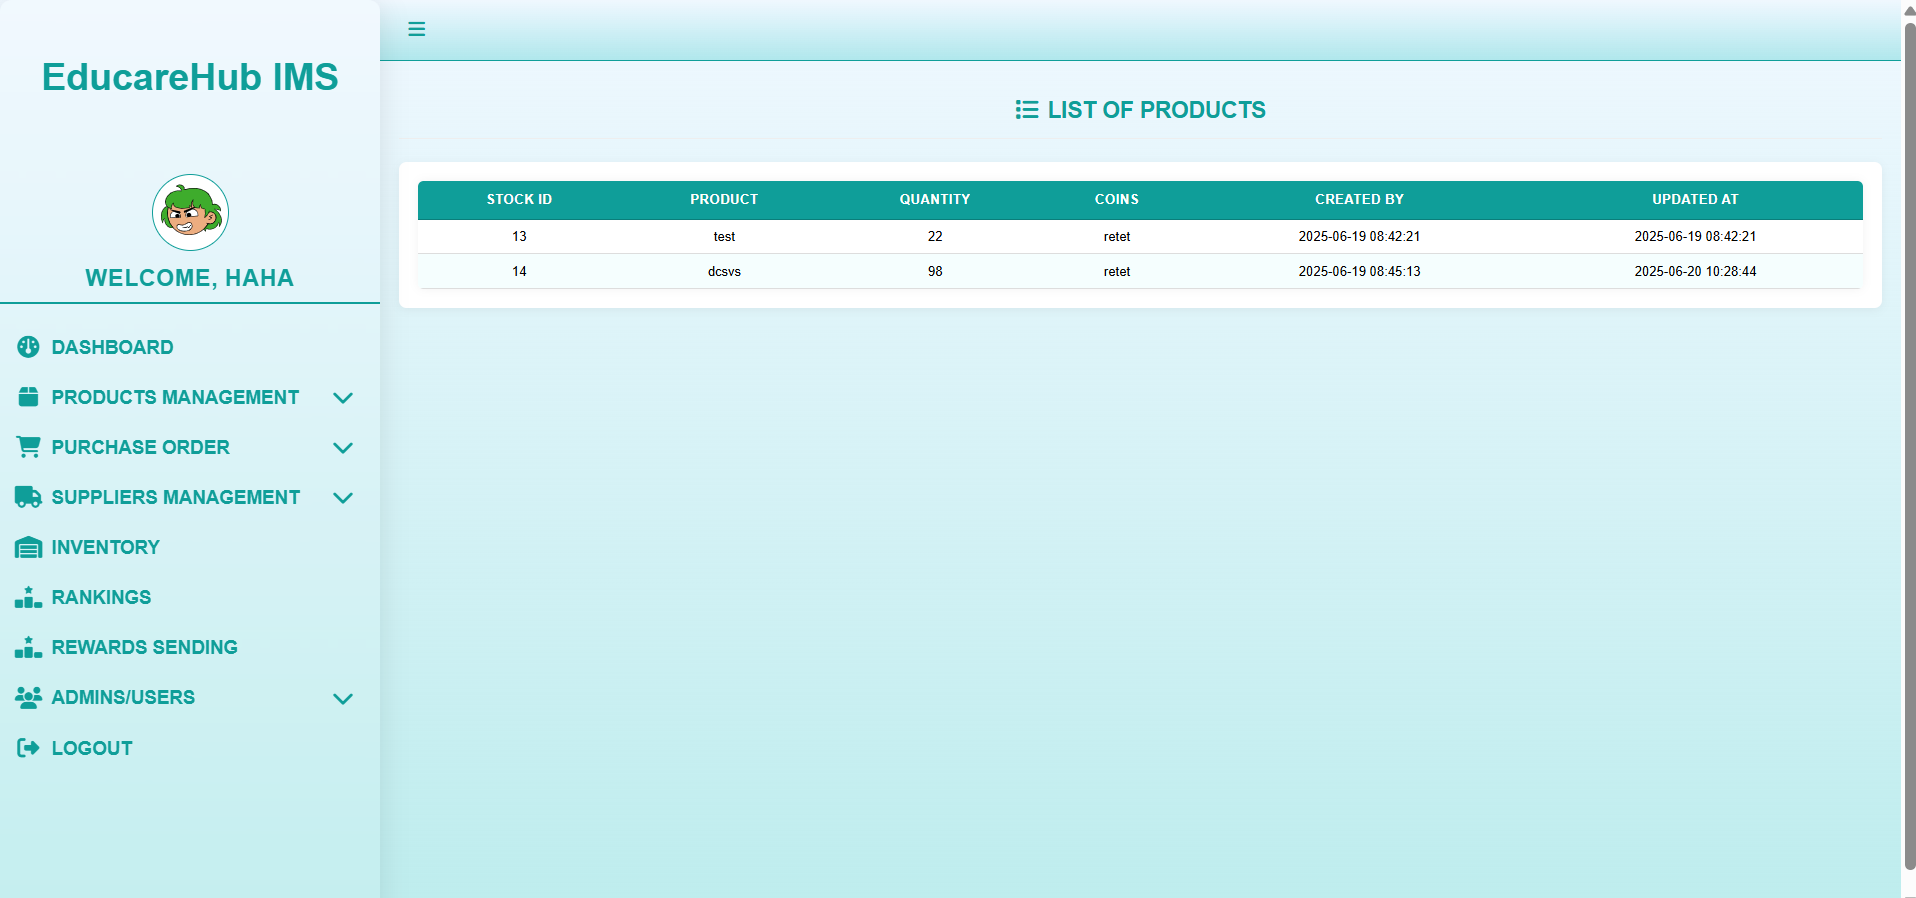 EducareHub IMS
WELCOME, HAHA
DASHBOARD
PRODUCTS MANAGEMENT
PURCHASE ORDER
SUPPLIERS MANAGEMENT
INVENTORY
RANKINGS
REWARDS SENDING
ADMINS/USERS
LOGOUT
LIST OF PRODUCTS
STOCK ID PRODUCT QUANTITY COINS CREATED BY UPDATED AT
13 test 22 retet 2025-06-19 08:42:21 2025-06-19 08:42:21
14 dcsvs 98 retet 2025-06-19 08:45:13 2025-06-20 10:28:44